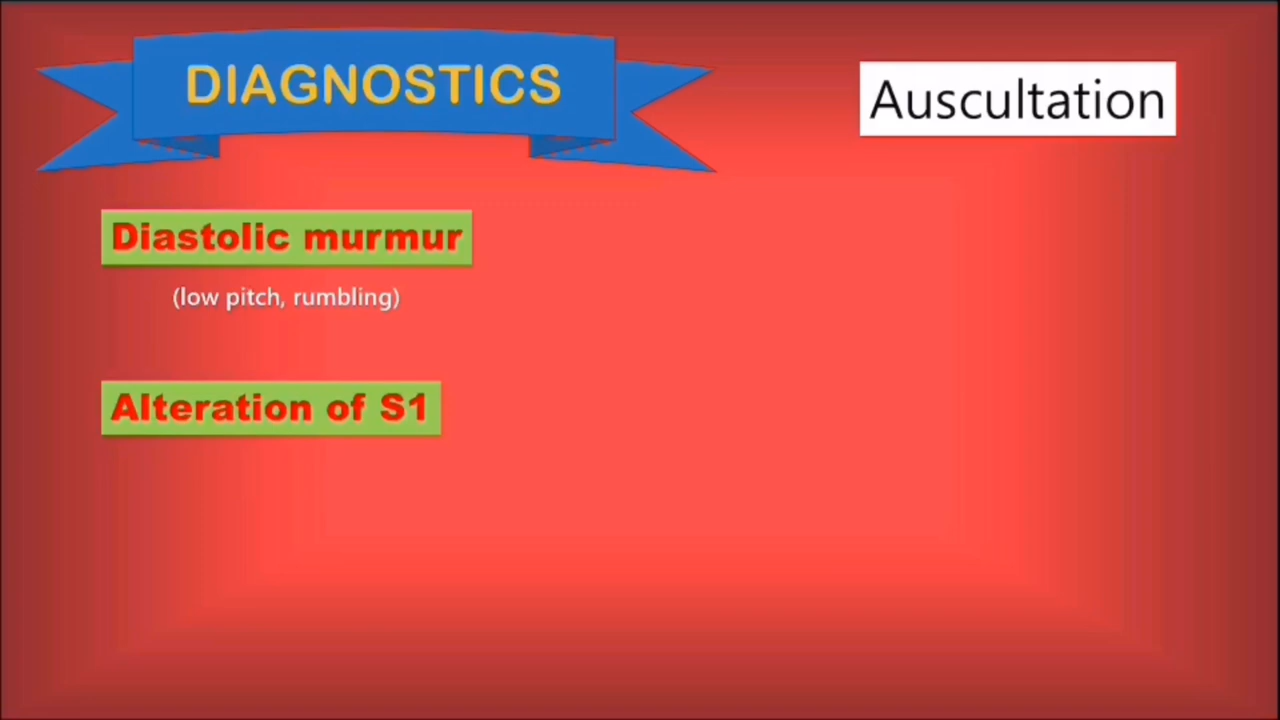 DIAGNOSTICS
Auscultation
Diastolic murmur
(low pitch, rumbling)
Alteration of S1